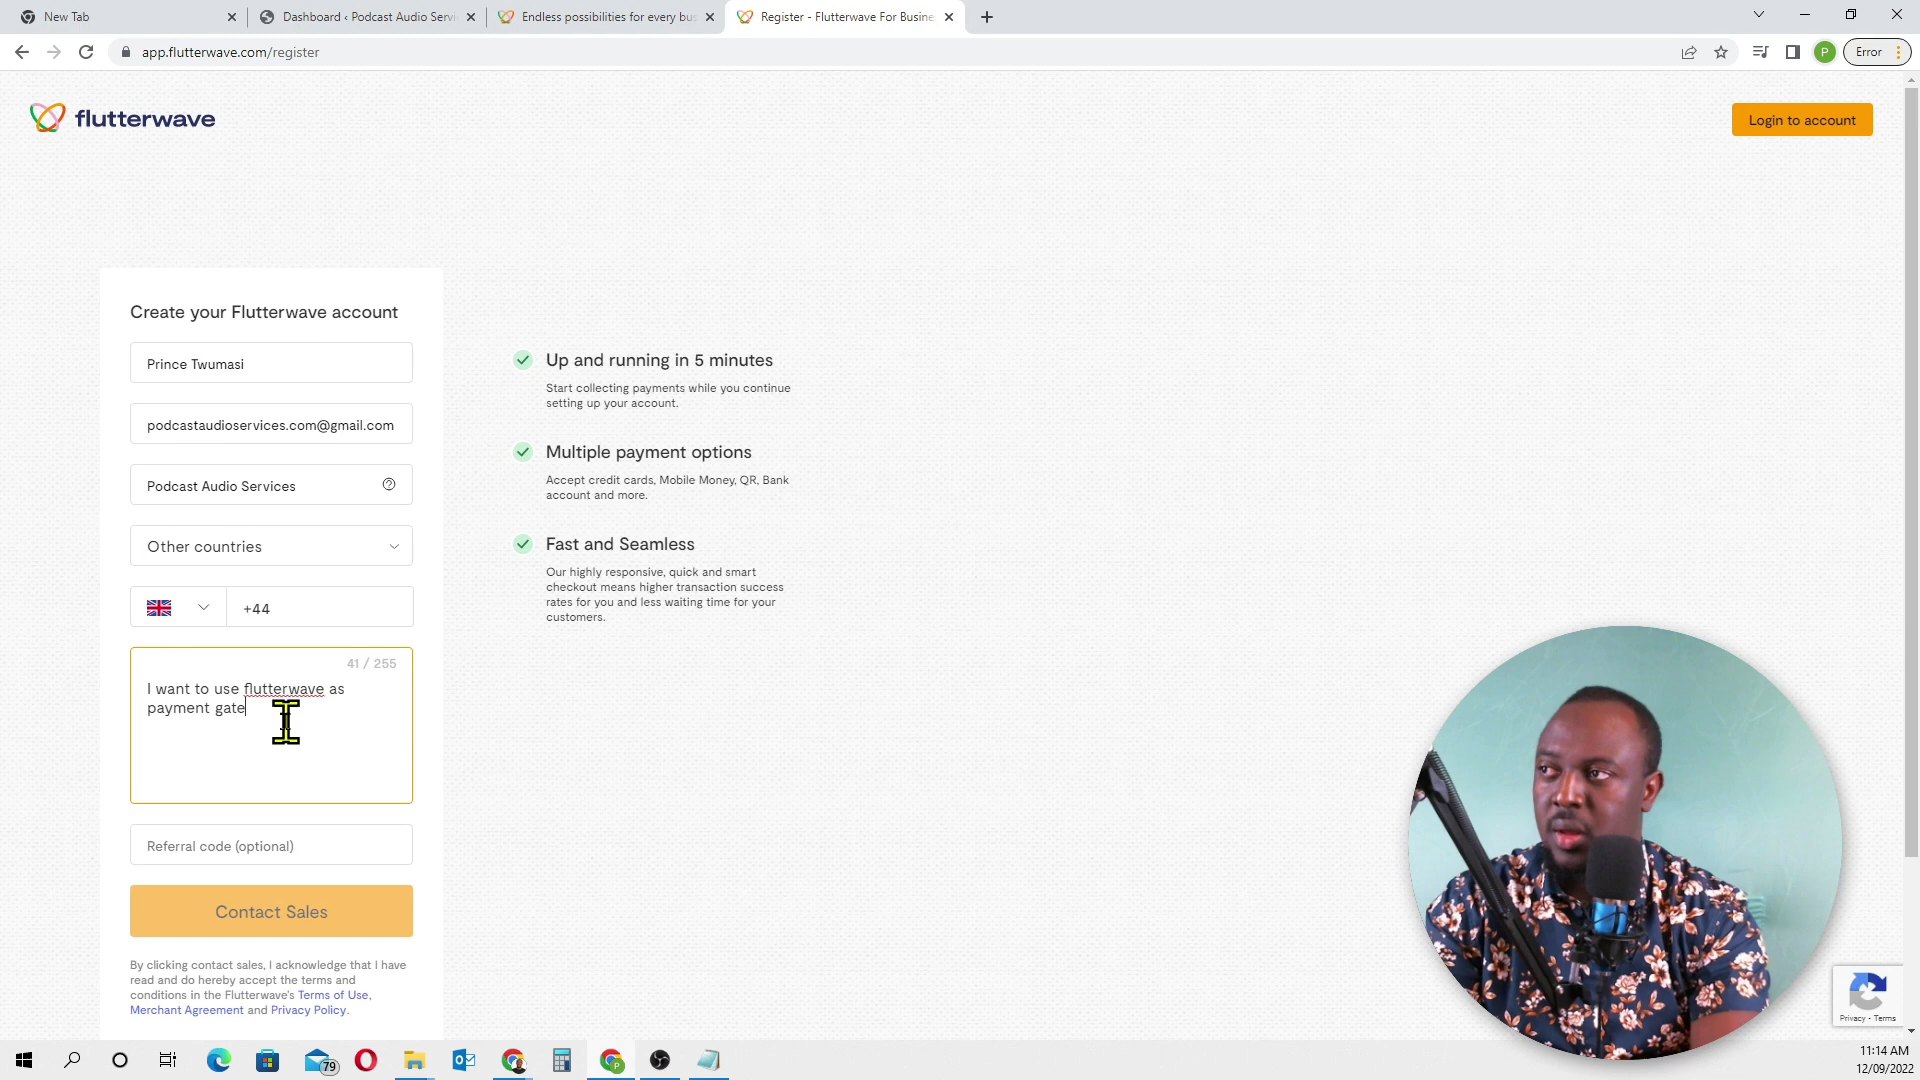 New Tab
Dashboard ‹ Podcast Audio Servi
Endless possibilities for every bus
Register - Flutterwave For Busine
app.flutterwave.com/register
P
Error
flutterwave
Login to account
Create your Flutterwave account
Prince Twumasi
podcastaudioservices.com@gmail.com
Podcast Audio Services
Other countries
+44
41 / 255
I want to use flutterwave as
payment gate
Referral code (optional)
Contact Sales
By clicking contact sales, I acknowledge that I have
read and do hereby accept the terms and
conditions in the Flutterwave's Terms of Use,
Merchant Agreement and Privacy Policy.
Up and running in 5 minutes
Start collecting payments while you continue
setting up your account.
Multiple payment options
Accept credit cards, Mobile Money, QR, Bank
account and more.
Fast and Seamless
Our highly responsive, quick and smart
checkout means higher transaction success
rates for you and less waiting time for your
customers.
Privacy - Terms
79
11:14 AM
12/09/2022